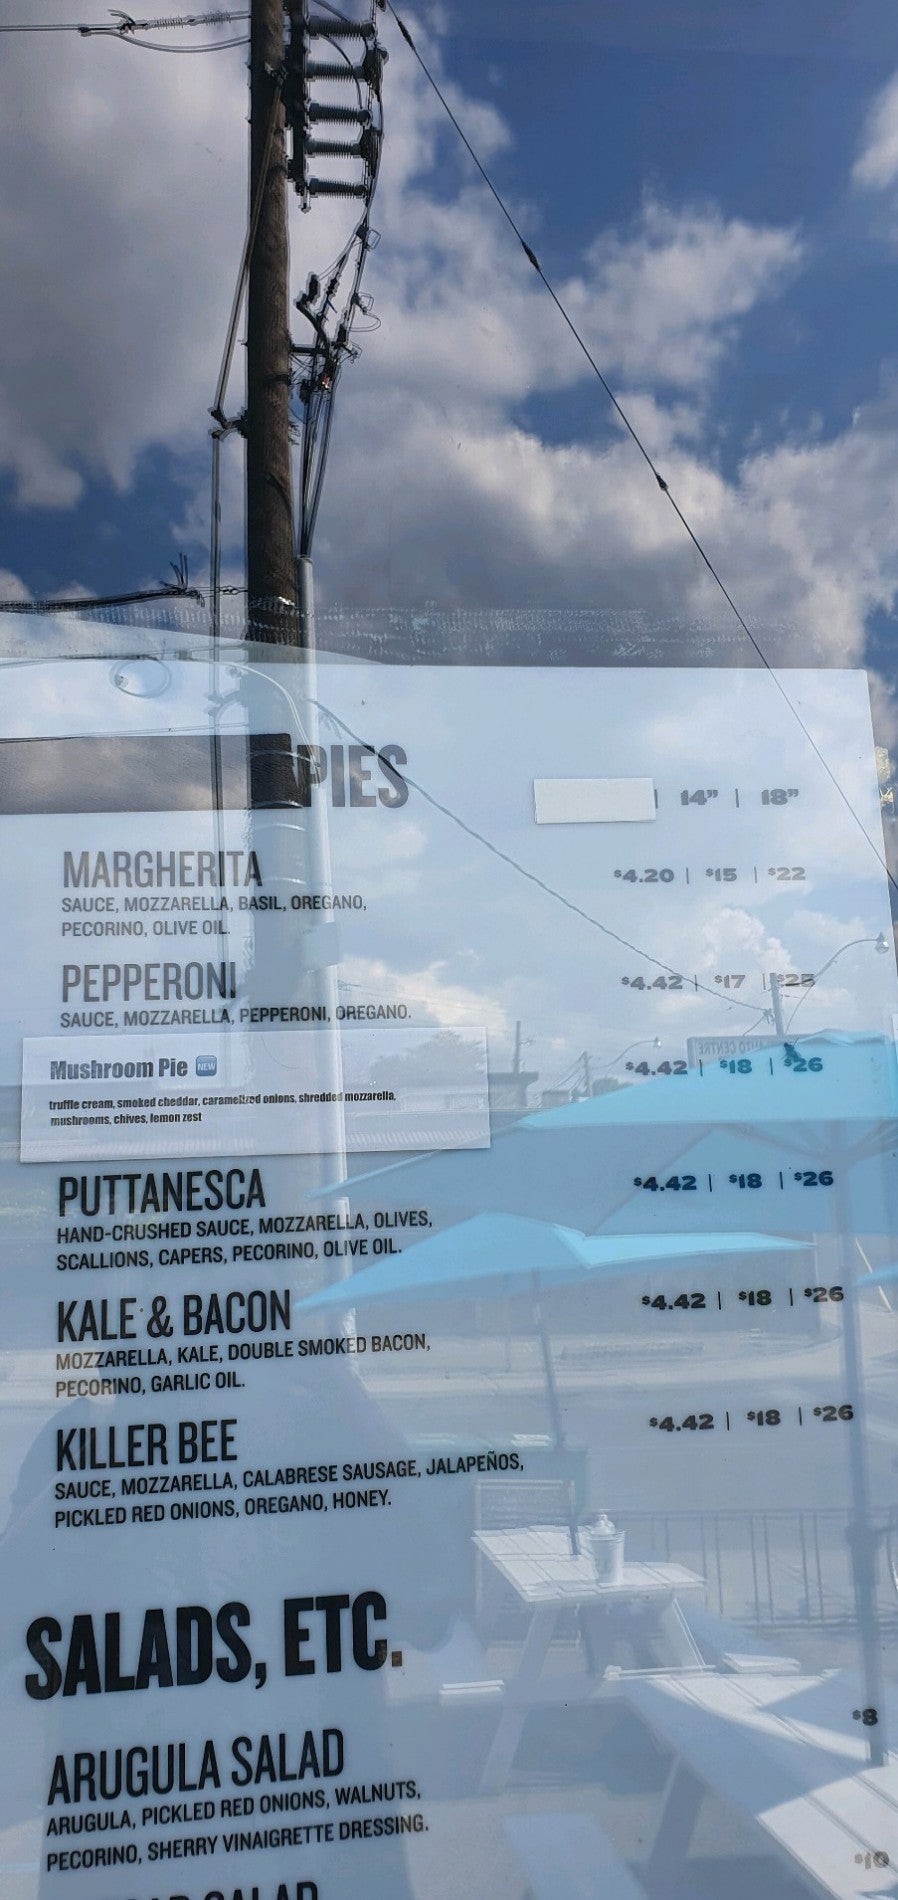 PIES
| 14" | 18"
MARGHERITA
$4.20 | $15 | $22
SAUCE, MOZZARELLA, BASIL, OREGANO,
PECORINO, OLIVE OIL.
PEPPERONI
$4.42 | $17 | $25
SAUCE, MOZZARELLA, PEPPERONI, OREGANO.
Mushroom Pie NEW
$4.42 | $18 | $26
truffle cream, smoked cheddar, caramelized onions, shredded mozzarella,
mushrooms, chives, lemon zest
PUTTANESCA
$4.42 | $18 | $26
HAND-CRUSHED SAUCE, MOZZARELLA, OLIVES,
SCALLIONS, CAPERS, PECORINO, OLIVE OIL.
KALE & BACON
$4.42 | $18 | $26
MOZZARELLA, KALE, DOUBLE SMOKED BACON,
PECORINO, GARLIC OIL.
KILLER BEE
$4.42 | $18 | $26
SAUCE, MOZZARELLA, CALABRESE SAUSAGE, JALAPEÑOS,
PICKLED RED ONIONS, OREGANO, HONEY.
SALADS, ETC.
$8
ARUGULA SALAD
ARUGULA, PICKLED RED ONIONS, WALNUTS,
PECORINO, SHERRY VINAIGRETTE DRESSING.
$10
SALAD
AUTO CENTRE